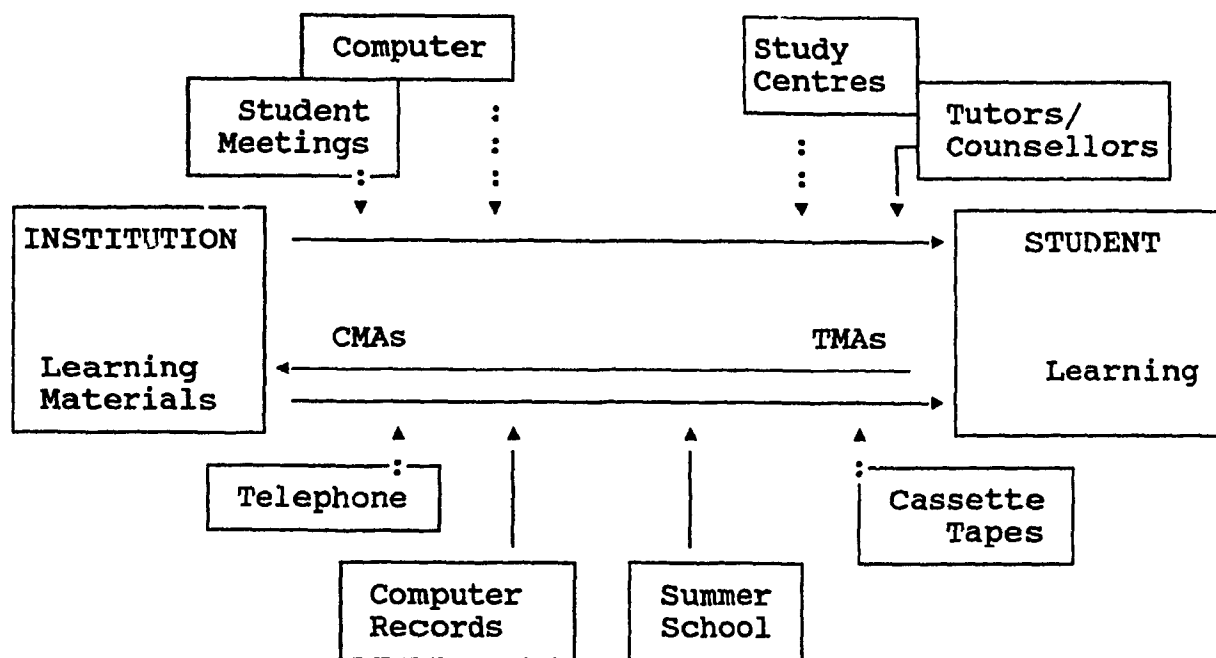 Computer
Student
Meetings
Study
Centres
Tutors/
Counsellors
INSTITUTION
STUDENT
CMAs
TMAs
Learning
Materials
Learning
Telephone
Cassette
Tapes
Computer
Records
Summer
School